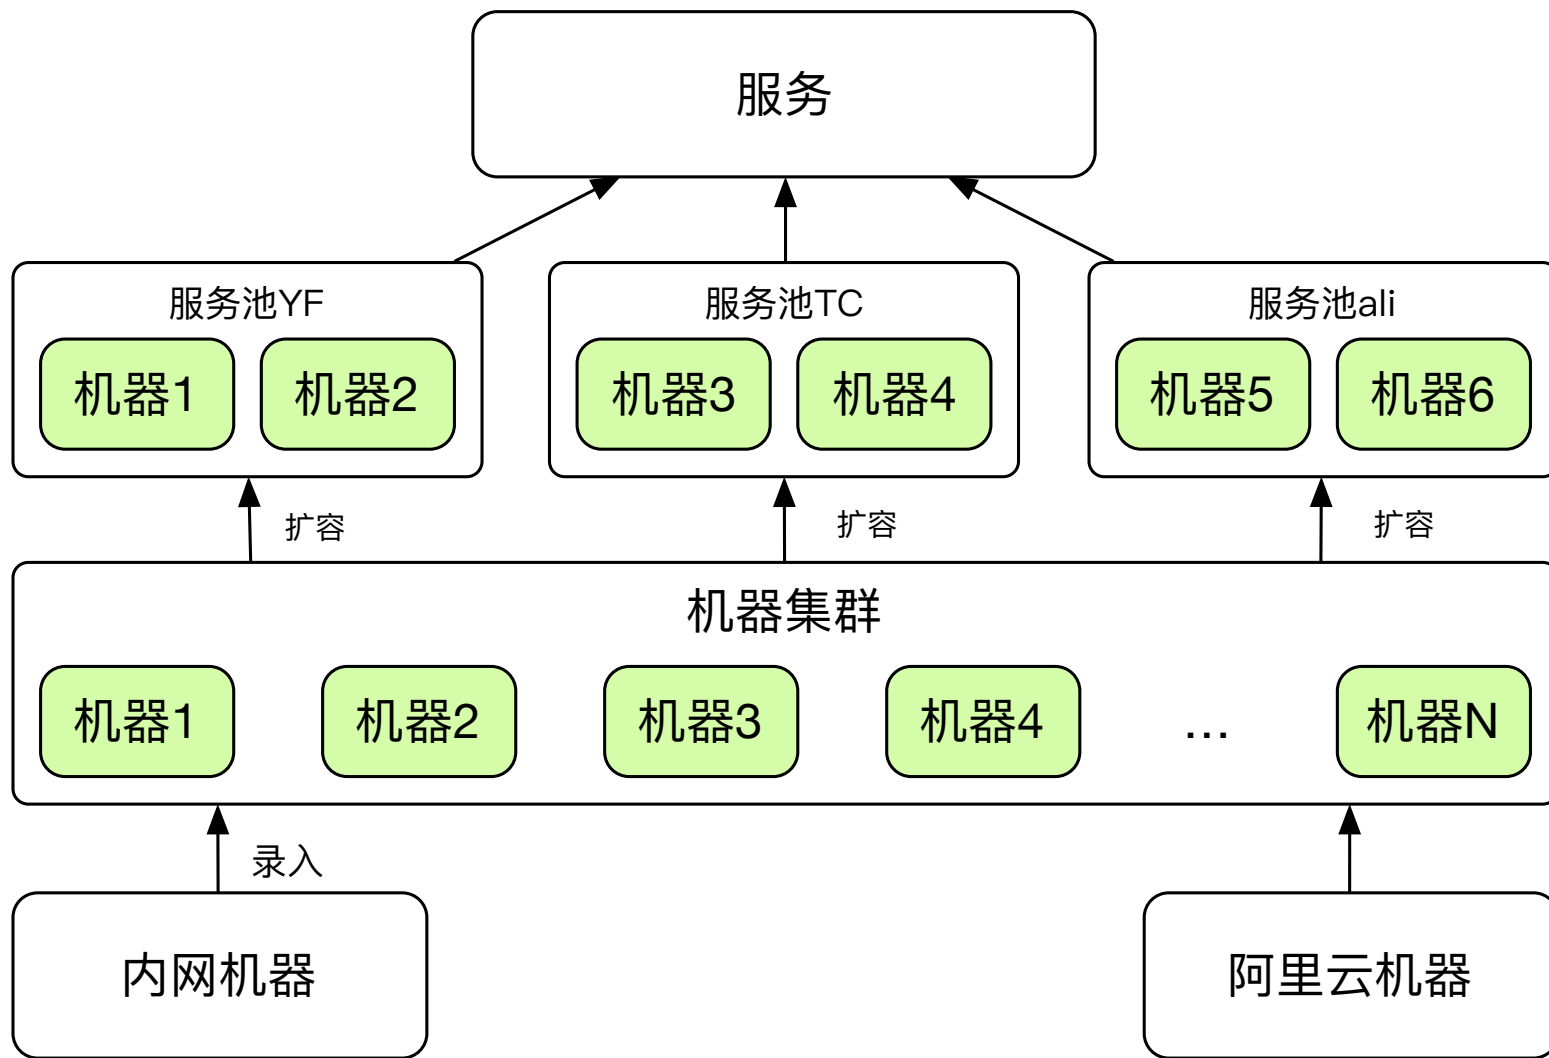 服务
服务池YF
服务池TC
服务池ali
机器1
机器2
机器3
机器4
机器5
机器6
扩容
扩容
扩容
机器集群
机器1
机器2
机器3
机器4
...
机器N
录入
内网机器
阿里云机器